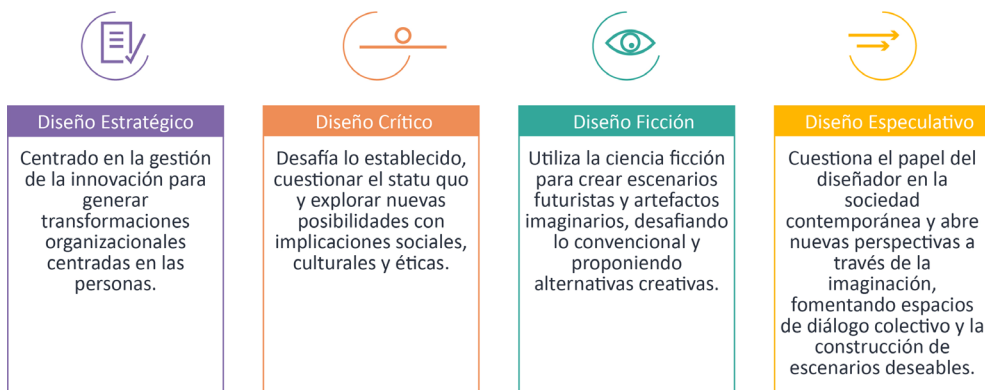 Diseño Estratégico
Centrado en la gestión
de la innovación para
generar
transformaciones
organizacionales
centradas en las
personas.
Diseño Crítico
Desafía lo establecido,
cuestionar el statu quo
y explorar nuevas
posibilidades con
implicaciones sociales,
culturales y éticas.
Diseño Ficción
Utiliza la ciencia ficción
para crear escenarios
futuristas y artefactos
imaginarios, desafiando
lo convencional y
proponiendo
alternativas creativas.
Diseño Especulativo
Cuestiona el papel del
diseñador en la
sociedad
contemporánea y abre
nuevas perspectivas a
través de la
imaginación,
fomentando espacios
de diálogo colectivo y la
construcción de
escenarios deseables.